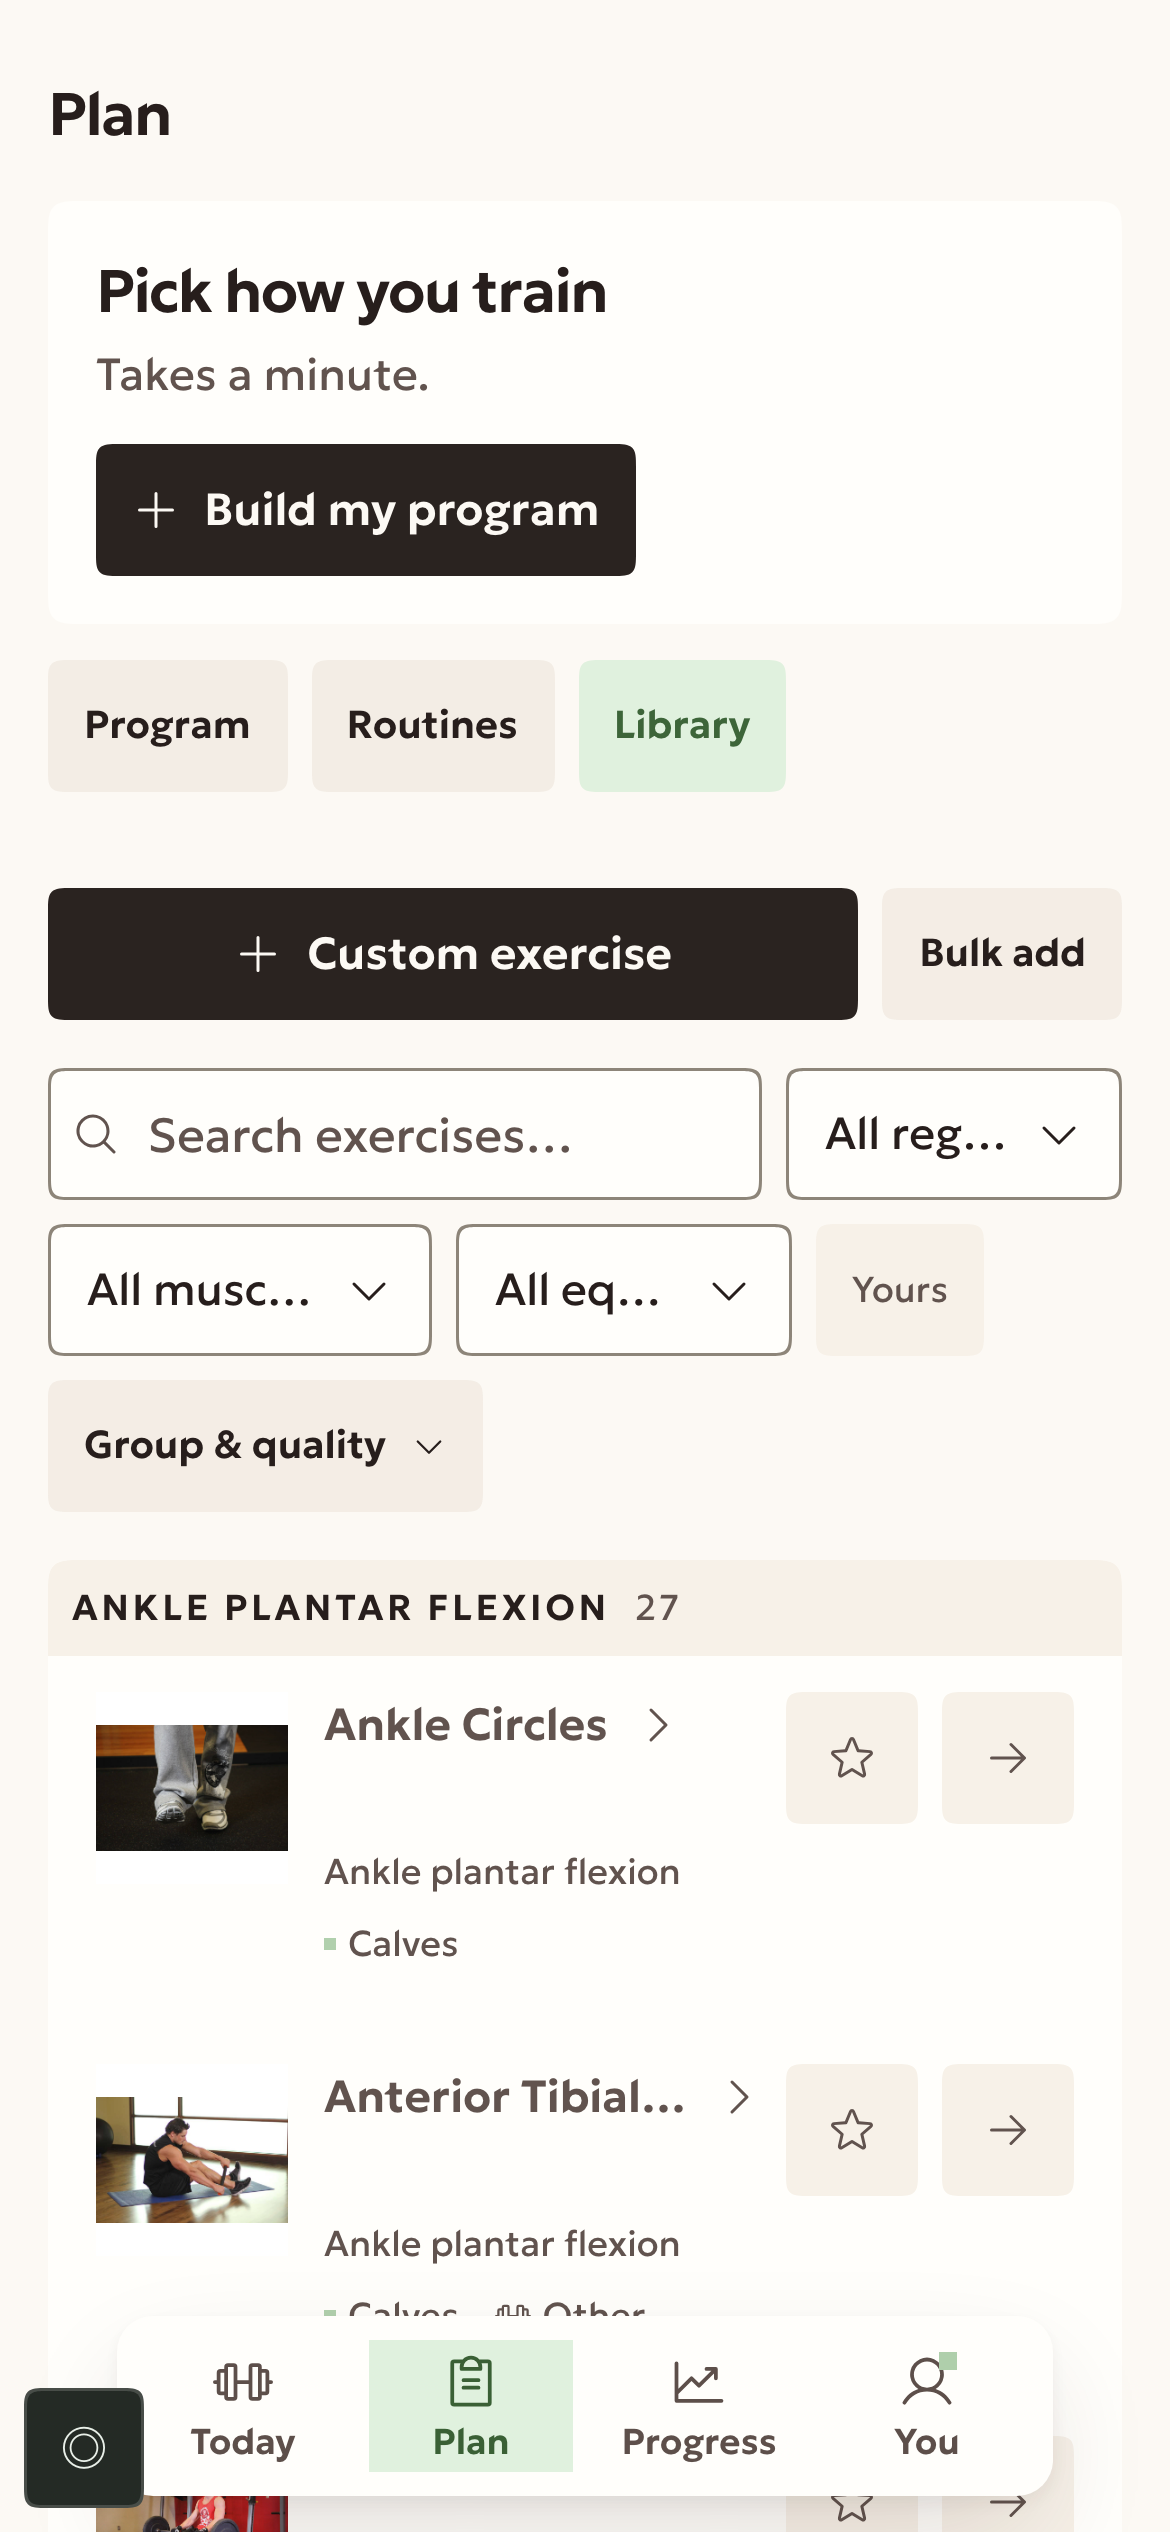 Plan
Pick how you train
Takes a minute.
Build my program
Program
Routines
Library
Custom exercise
Bulk add
Search exercises...
All reg...
All musc...
All eq...
Yours
Group & quality
ANKLE PLANTAR FLEXION 27
Ankle Circles
Ankle plantar flexion
Calves
Anterior Tibial...
Ankle plantar flexion
Calves Other
Today
Plan
Progress
You